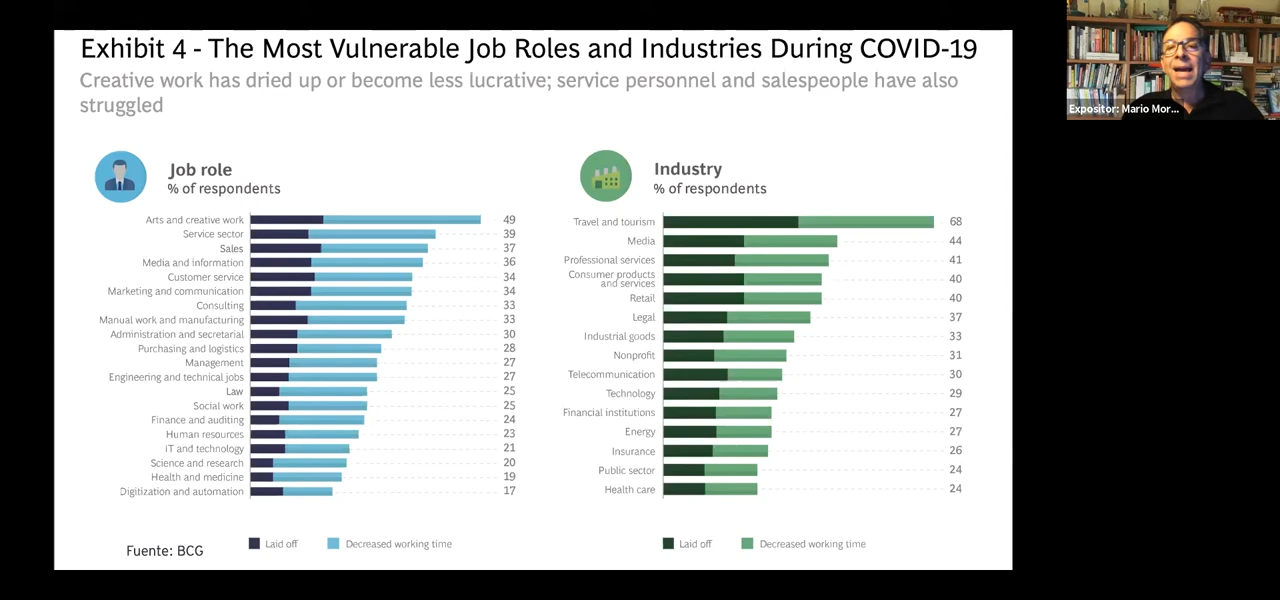 Exhibit 4 - The Most Vulnerable Job Roles and Industries During COVID-19
Creative work has dried up or become less lucrative; service personnel and salespeople have also
struggled
Expositor: Mario Mor...
Job role
% of respondents
Arts and creative work 49
Service sector 39
Sales 37
Media and information 36
Customer service 34
Marketing and communication 34
Consulting 33
Manual work and manufacturing 33
Administration and secretarial 30
Purchasing and logistics 28
Management 27
Engineering and technical jobs 27
Law 25
Social work 25
Finance and auditing 24
Human resources 23
IT and technology 21
Science and research 20
Health and medicine 19
Digitization and automation 17
Laid off
Decreased working time
Fuente: BCG
Industry
% of respondents
Travel and tourism 68
Media 44
Professional services 41
Consumer products
and services 40
Retail 40
Legal 37
Industrial goods 33
Nonprofit 31
Telecommunication 30
Technology 29
Financial institutions 27
Energy 27
Insurance 26
Public sector 24
Health care 24
Laid off
Decreased working time